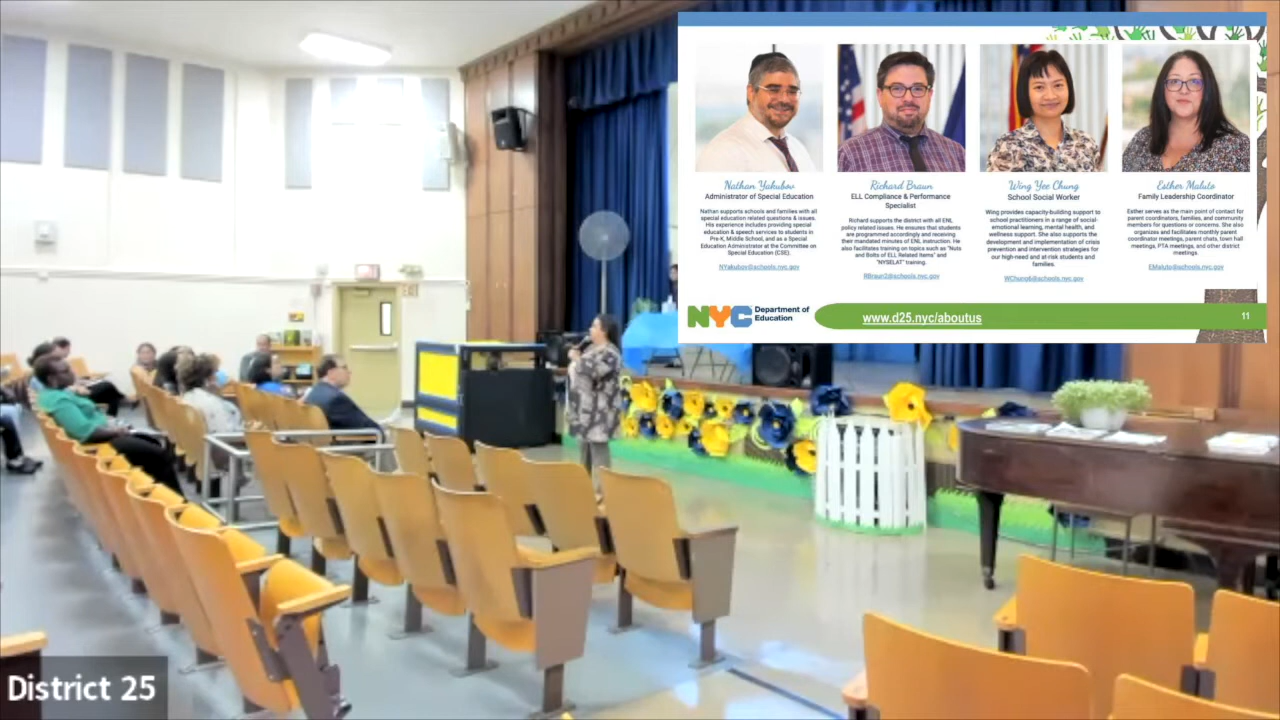 Nathan Yakubov
Administrator of Special Education
Nathan supports schools and families with all
special education related questions & issues.
His experience includes providing special
education & speech services to students in
Pre-K, Middle School, and as a Special
Education Administrator at the Committee on
Special Education (CSE).
NYakubov@schools.nyc.gov
Richard Braun
ELL Compliance & Performance
Specialist
Richard supports the district with all ENL
policy related issues. He ensures that students
are programmed accordingly and receiving
their mandated minutes of ENL instruction. He
also facilitates training on topics such as "Nuts
and Bolts of ELL Related Items" and
"NYSELAT" training.
RBraun2@schools.nyc.gov
Wing Yee Chung
School Social Worker
Wing provides capacity-building support to
school practitioners in a range of social-
emotional learning, mental health, and
wellness support. She also supports the
development and implementation of crisis
prevention and intervention strategies for
our high-need and at-risk students and
families.
WChung6@schools.nyc.gov
Esther Maluto
Family Leadership Coordinator
Esther serves as the main point of contact for
parent coordinators, families, and community
members for questions or concerns. She also
organizes and facilitates monthly parent
coordinator meetings, parent chats, town hall
meetings, PTA meetings, and other district
meetings.
EMaluto@schools.nyc.gov
NYC Department of
Education
www.d25.nyc/aboutus
11
District 25